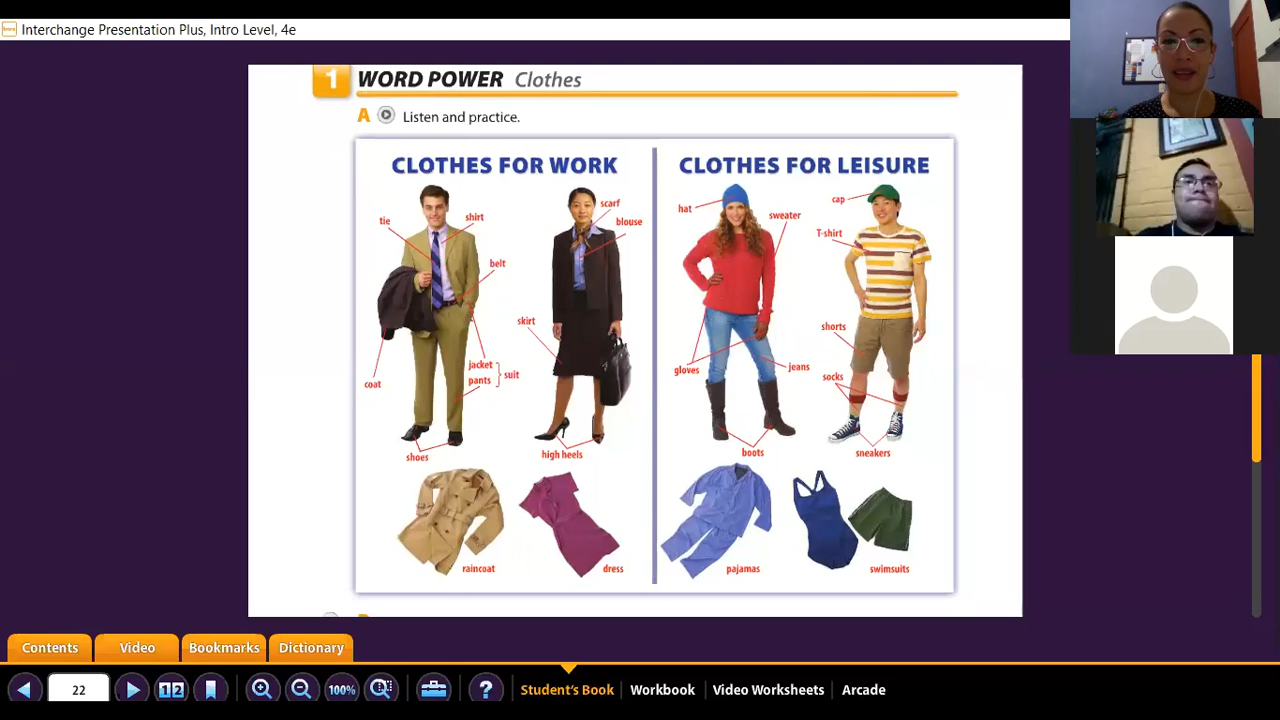 Interchange Presentation Plus, Intro Level, 4e
1 WORD POWER Clothes
A Listen and practice.
CLOTHES FOR WORK
tie
shirt
belt
coat
jacket
pants
suit
shoes
scarf
blouse
skirt
high heels
raincoat
dress
CLOTHES FOR LEISURE
hat
sweater
gloves
jeans
boots
cap
T-shirt
shorts
socks
sneakers
pajamas
swimsuits
Contents Video Bookmarks Dictionary
22 12 100% ? Student's Book Workbook Video Worksheets Arcade